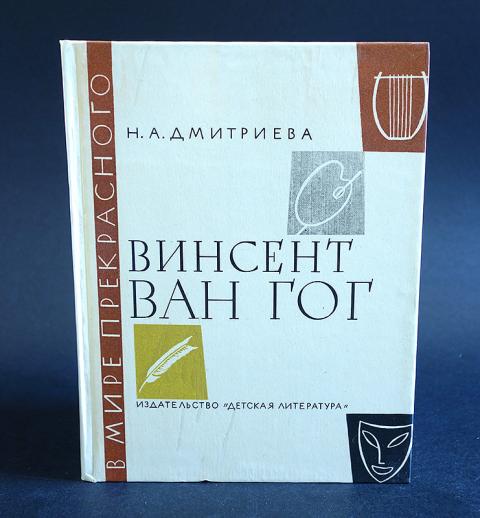 В МИРЕ ПРЕКРАСНОГО
Н. А. ДМИТРИЕВА
ВИНСЕНТ
ВАН ГОГ
ИЗДАТЕЛЬСТВО "ДЕТСКАЯ ЛИТЕРАТУРА"